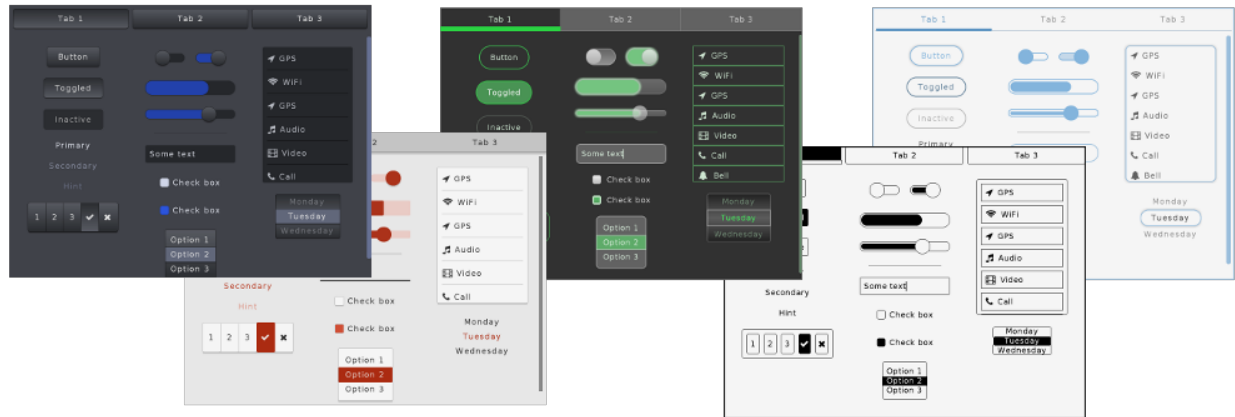 Tab 1
Tab 2
Tab 3
Button
Toggled
Inactive
Primary
Secondary
Hint
1 2 3
Some text
Check box
Check box
Option 1
Option 2
Option 3
GPS
WiFi
GPS
Audio
Video
Call
Monday
Tuesday
Wednesday
2
Tab 3
Secondary
Hint
1 2 3
Check box
Check box
Option 1
Option 2
Option 3
GPS
WiFi
GPS
Audio
Video
Call
Monday
Tuesday
Wednesday
Tab 1
Tab 2
Tab 3
Button
Toggled
Inactive
Some text
Check box
Check box
Option 1
Option 2
Option 3
GPS
WiFi
GPS
Audio
Video
Call
Bell
Monday
Tuesday
Wednesday
Tab 2
Tab 3
Secondary
Hint
1 2 3
Some text
Check box
Check box
Option 1
Option 2
Option 3
GPS
WiFi
GPS
Audio
Video
Call
Monday
Tuesday
Wednesday
Tab 1
Tab 2
Tab 3
Button
Toggled
Inactive
Primary
GPS
WiFi
GPS
Audio
Video
Call
Bell
Monday
Tuesday
Wednesday